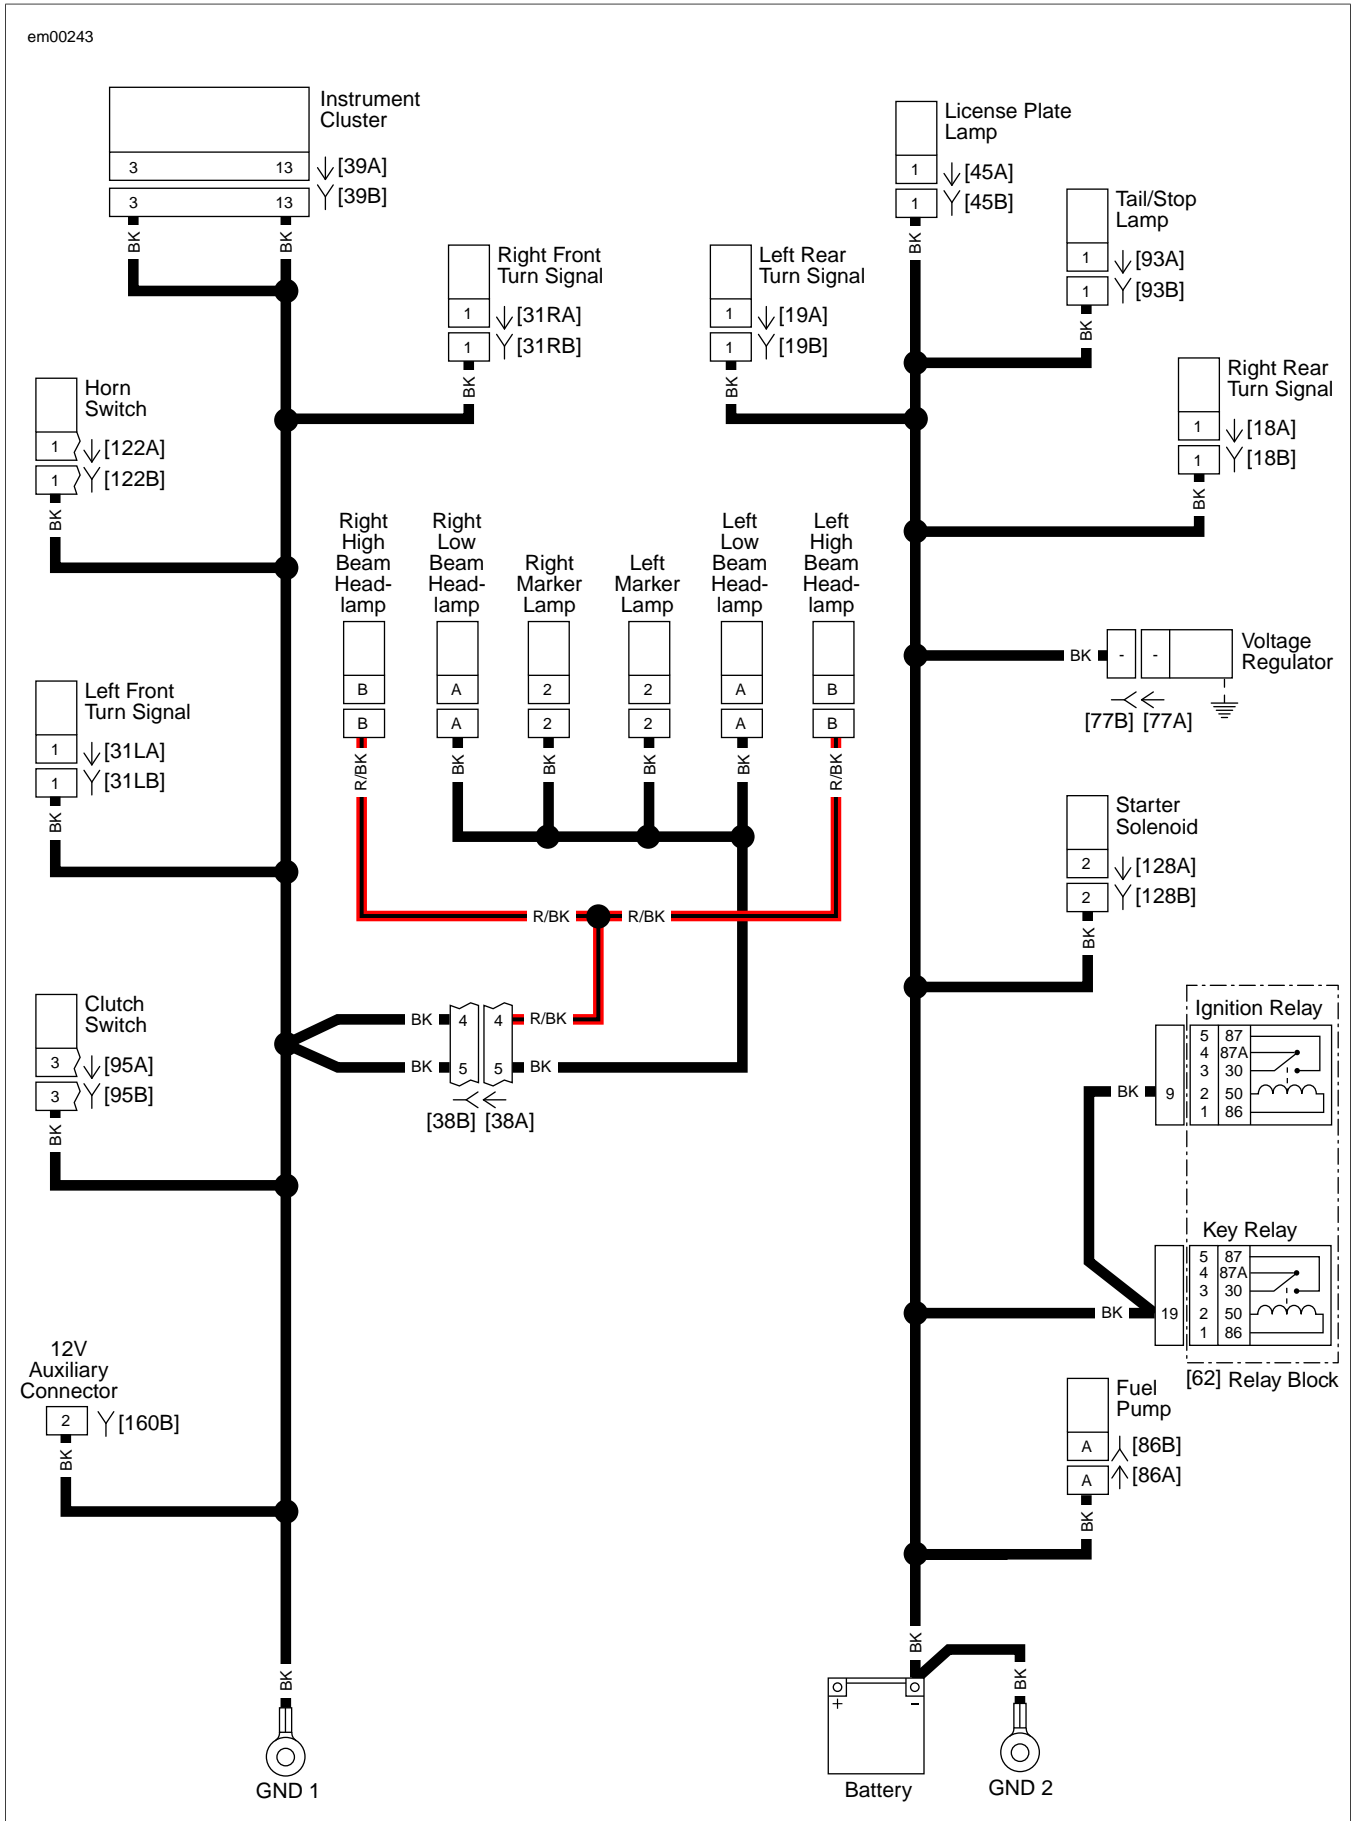 em00243
Instrument
Cluster
3 13 [39A]
3 13 [39B]
BK BK
License Plate
Lamp
1 [45A]
1 [45B]
BK
Tail/Stop
Lamp
1 [93A]
1 [93B]
BK
Right Front
Turn Signal
1 [31RA]
1 [31RB]
BK
Left Rear
Turn Signal
1 [19A]
1 [19B]
BK
Right Rear
Turn Signal
1 [18A]
1 [18B]
BK
Horn
Switch
1 [122A]
1 [122B]
BK
Right
High
Beam
Head-
lamp
B
B
R/BK
Right
Low
Beam
Head-
lamp
A
A
BK
Right
Marker
Lamp
2
2
BK
Left
Marker
Lamp
2
2
BK
Left
Low
Beam
Head-
lamp
A
A
BK
Left
High
Beam
Head-
lamp
B
B
R/BK
BK - - Voltage
Regulator
[77B] [77A]
Left Front
Turn Signal
1 [31LA]
1 [31LB]
BK
Starter
Solenoid
2 [128A]
2 [128B]
BK
R/BK R/BK
Clutch
Switch
3 [95A]
3 [95B]
BK
BK 4 4 R/BK
BK 5 5 BK
[38B] [38A]
Ignition Relay
5 87
4 87A
3 30
BK 9 2 50
1 86
Key Relay
5 87
4 87A
3 30
BK 19 2 50
1 86
[62] Relay Block
12V
Auxiliary
Connector
2 [160B]
BK
Fuel
Pump
A [86B]
A [86A]
BK
BK
BK
BK
+ -
GND 1
Battery
GND 2